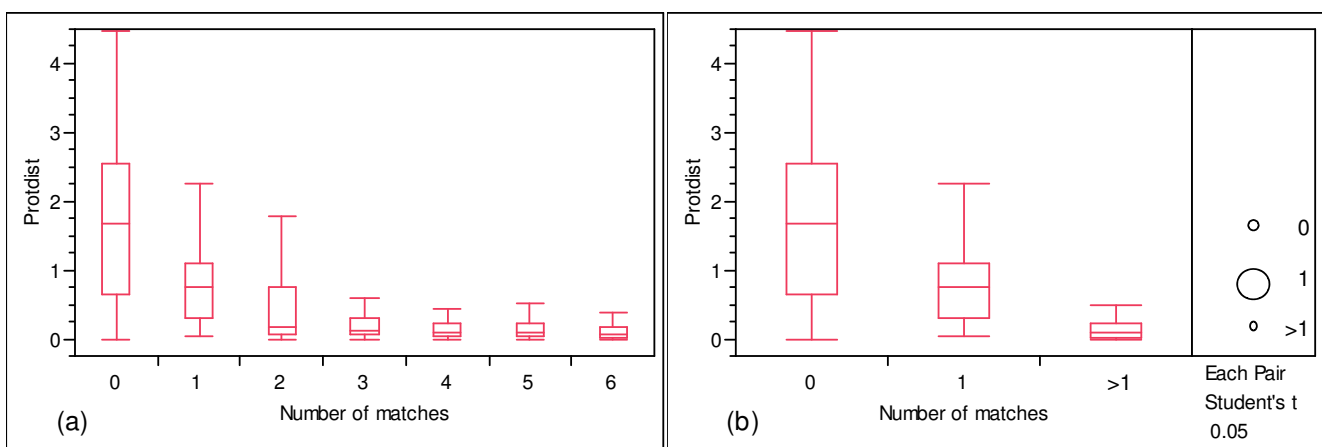 4
3
2
1
0
Protdist
0 1 2 3 4 5 6
Number of matches
(a)
4
3
2
1
0
Protdist
0 1 >1
Number of matches
(b)
0
1
>1
Each Pair
Student's t
0.05